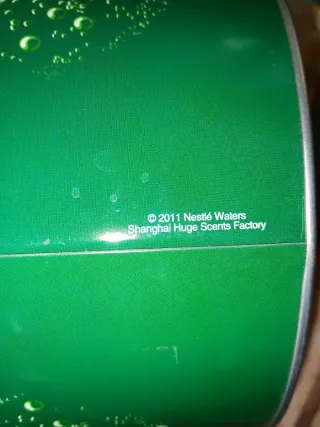 © 2011 Nestlé Waters
Shanghai Huge Scents Factory